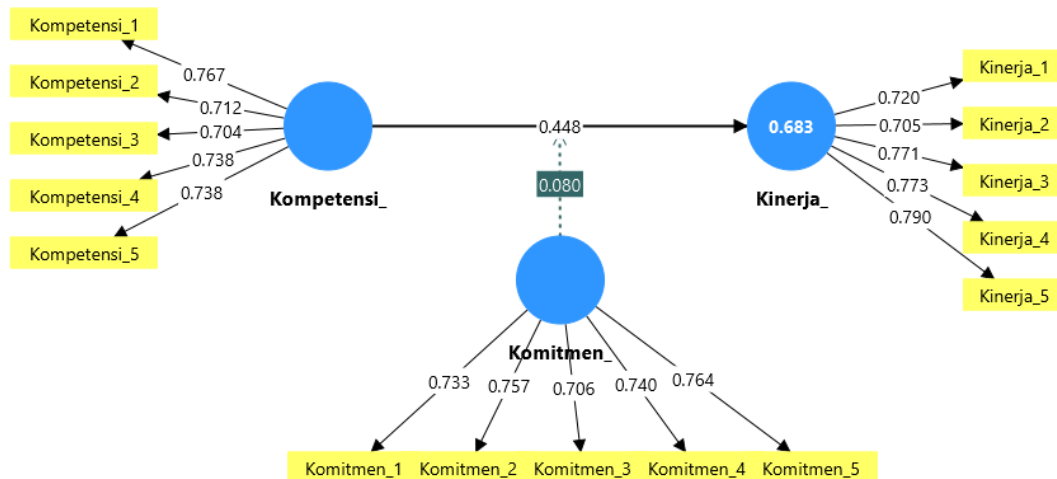 Kompetensi_1
Kompetensi_2
Kompetensi_3
Kompetensi_4
Kompetensi_5
0.767
0.712
0.704
0.738
0.738
Kompetensi_
0.448
0.080
0.683
Kinerja_
0.720
0.705
0.771
0.773
0.790
Kinerja_1
Kinerja_2
Kinerja_3
Kinerja_4
Kinerja_5
Komitmen_
0.733
0.757
0.706
0.740
0.764
Komitmen_1
Komitmen_2
Komitmen_3
Komitmen_4
Komitmen_5